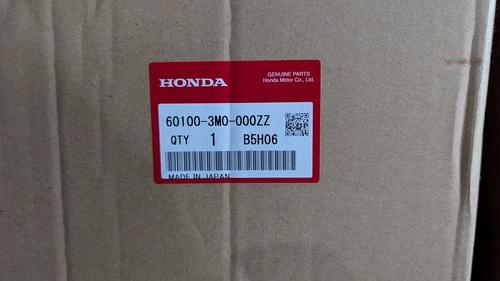 HONDA
GENUINE PARTS
Honda Motor Co., Ltd.
60100-3M0-000ZZ
QTY 1 B5H06
MADE IN JAPAN